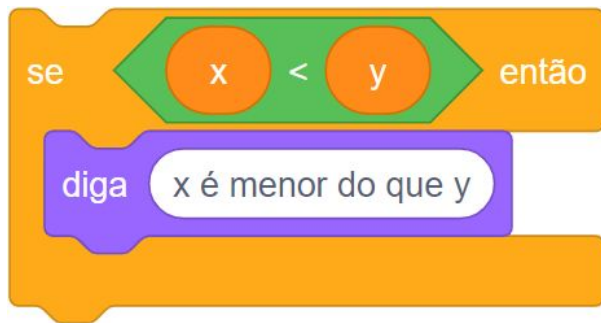 se x < y então
diga x é menor do que y